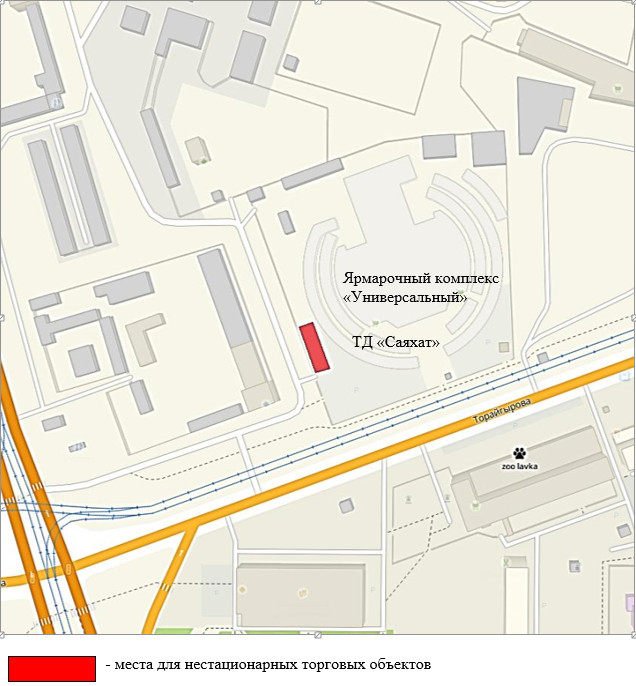 Ярмарочный комплекс
«Универсальный»
ТД «Саяхат»
Торайгырова
zoo lavka
а
- места для нестационарных торговых объектов